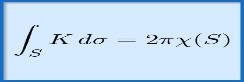 ∫_S K dσ = 2πχ(S)